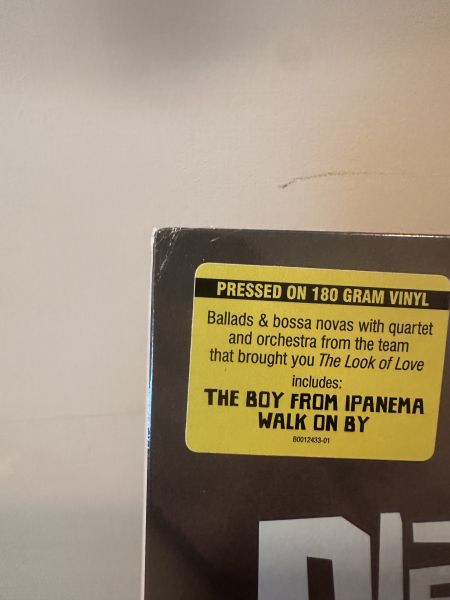 PRESSED ON 180 GRAM VINYL
Ballads & bossa novas with quartet
and orchestra from the team
that brought you The Look of Love
includes:
THE BOY FROM IPANEMA
WALK ON BY
B0012433-01